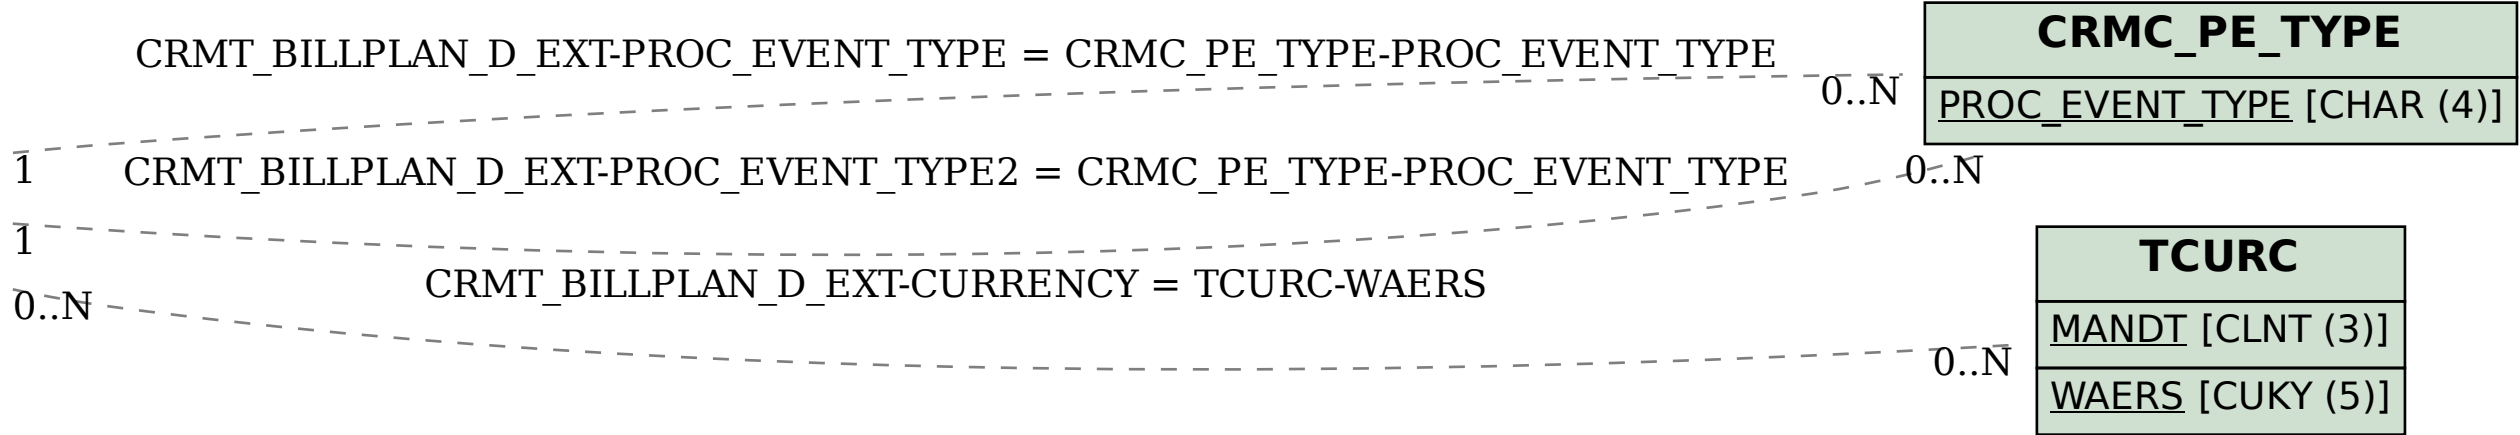 CRMC_PE_TYPE
CRMT_BILLPLAN_D_EXT-PROC_EVENT_TYPE = CRMC_PE_TYPE-PROC_EVENT_TYPE
0..N
PROC_EVENT_TYPE [CHAR (4)]
1
CRMT_BILLPLAN_D_EXT-PROC_EVENT_TYPE2 = CRMC_PE_TYPE-PROC_EVENT_TYPE
0..N
1
TCURC
CRMT_BILLPLAN_D_EXT-CURRENCY = TCURC-WAERS
0..N
MANDT [CLNT (3)]
0..N
WAERS [CUKY (5)]